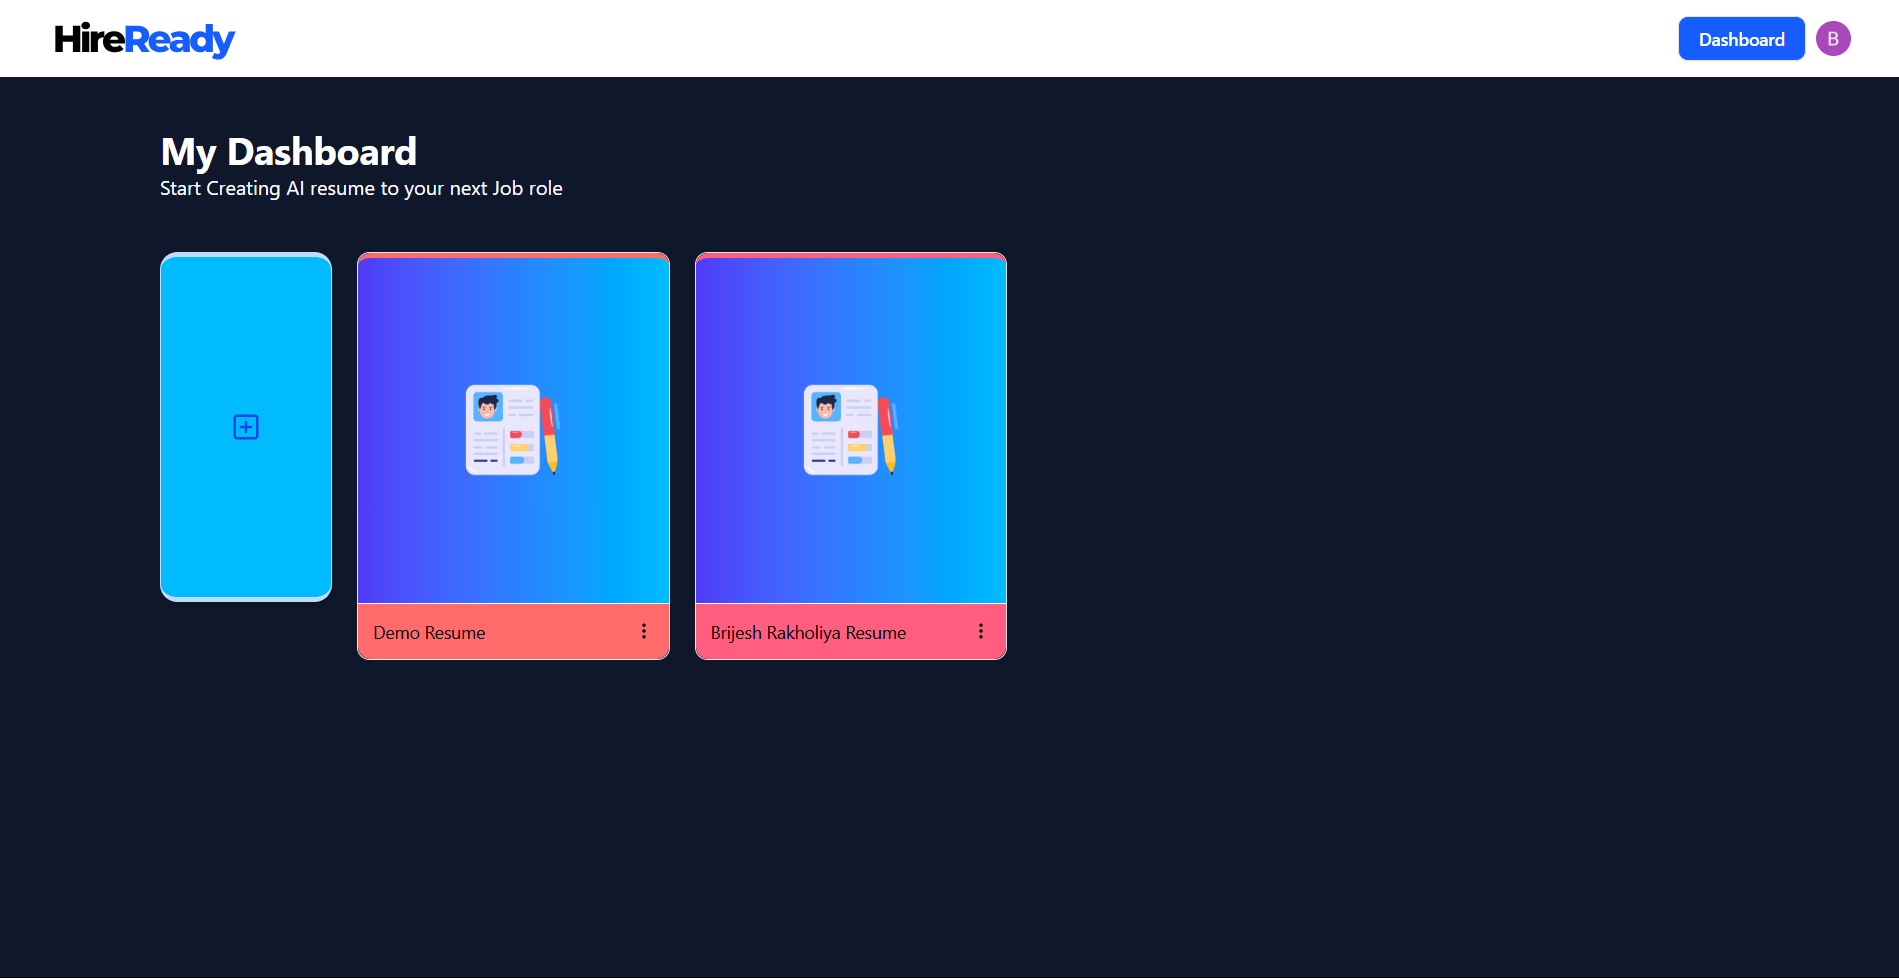 HireReady
Dashboard
B
My Dashboard
Start Creating AI resume to your next Job role
Demo Resume
Brijesh Rakholiya Resume